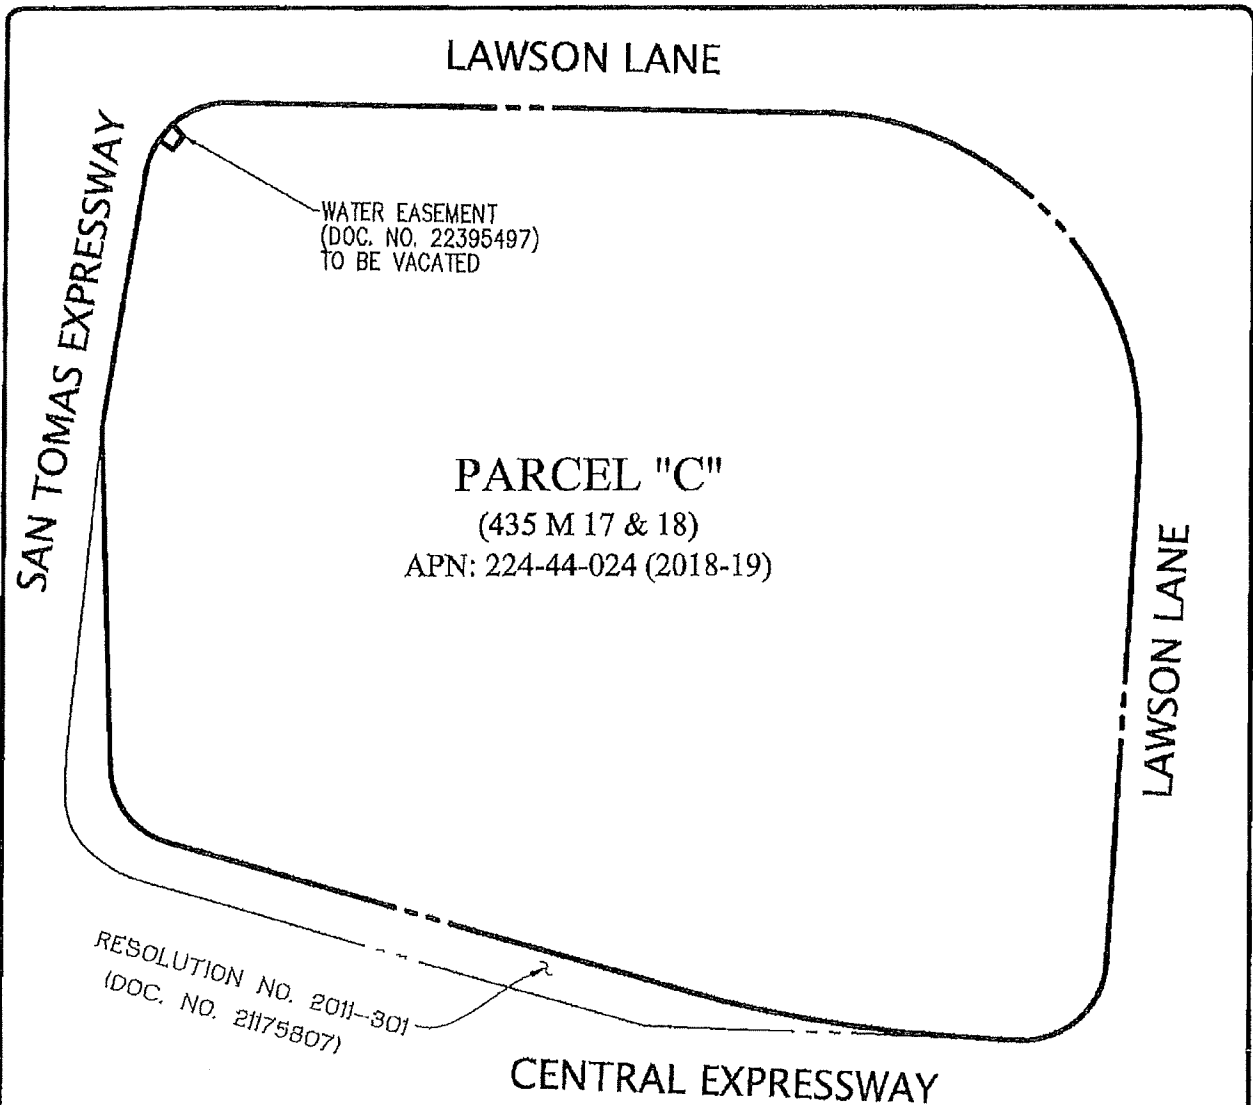 LAWSON LANE
SAN TOMAS EXPRESSWAY
WATER EASEMENT
(DOC. NO. 22395497)
TO BE VACATED
PARCEL "C"
(435 M 17 & 18)
APN: 224-44-024 (2018-19)
LAWSON LANE
RESOLUTION NO. 2011-301
(DOC. NO. 21175807)
CENTRAL EXPRESSWAY